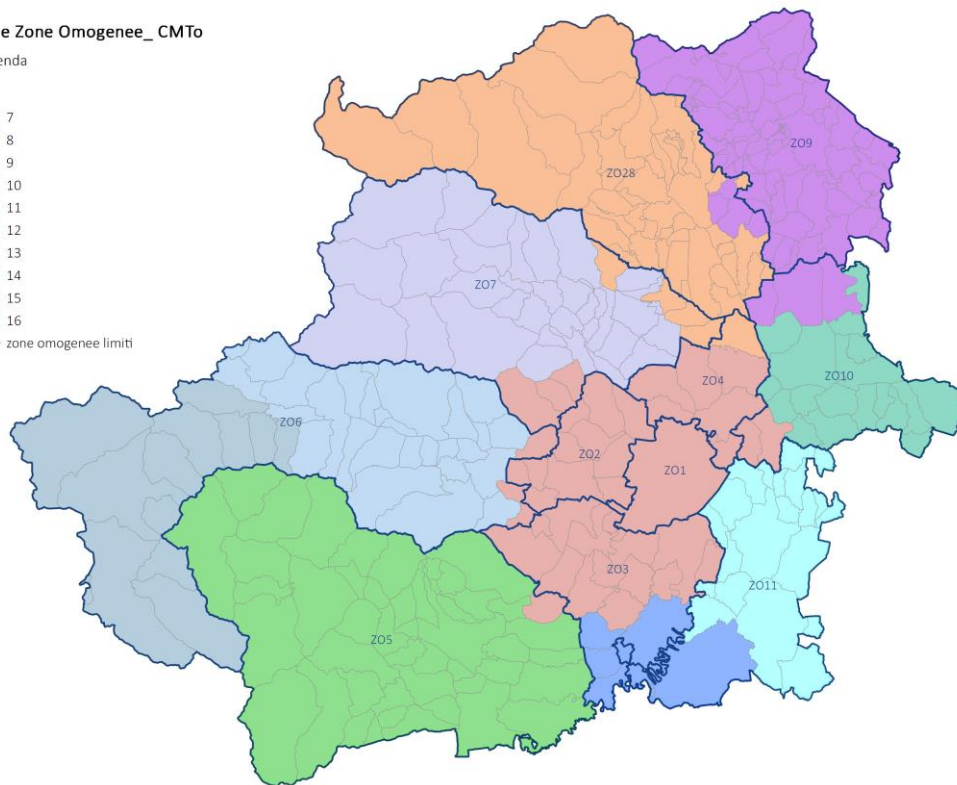 e Zone Omogenee_ CMTo
enda
7
8
9
10
11
12
13
14
15
16
zone omogenee limiti
ZO9
ZO28
ZO7
ZO10
ZO4
ZO6
ZO2
ZO1
ZO3
ZO11
ZO5